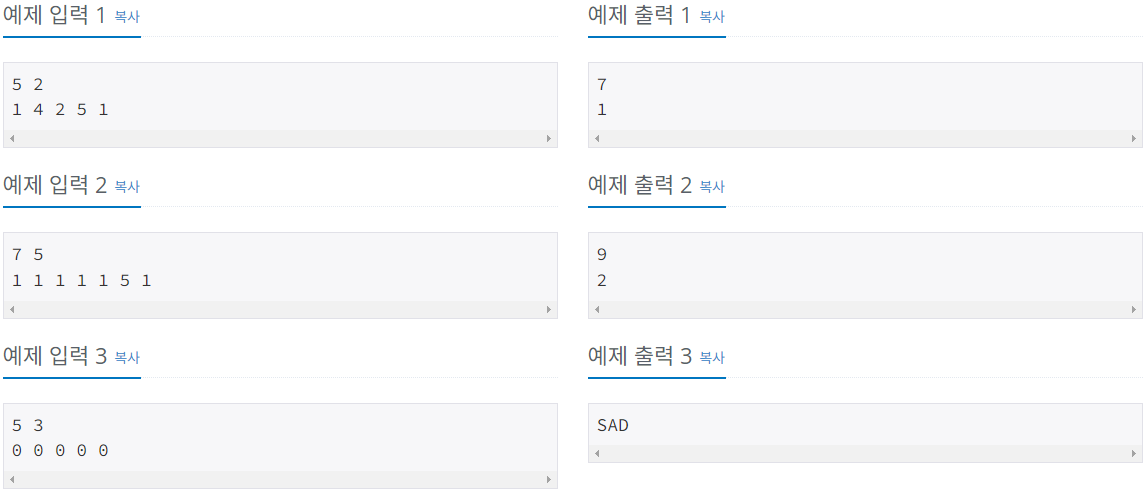 예제 입력 1 복사
5 2
1 4 2 5 1
예제 출력 1 복사
7
1
예제 입력 2 복사
7 5
1 1 1 1 1 5 1
예제 출력 2 복사
9
2
예제 입력 3 복사
5 3
0 0 0 0 0
예제 출력 3 복사
SAD